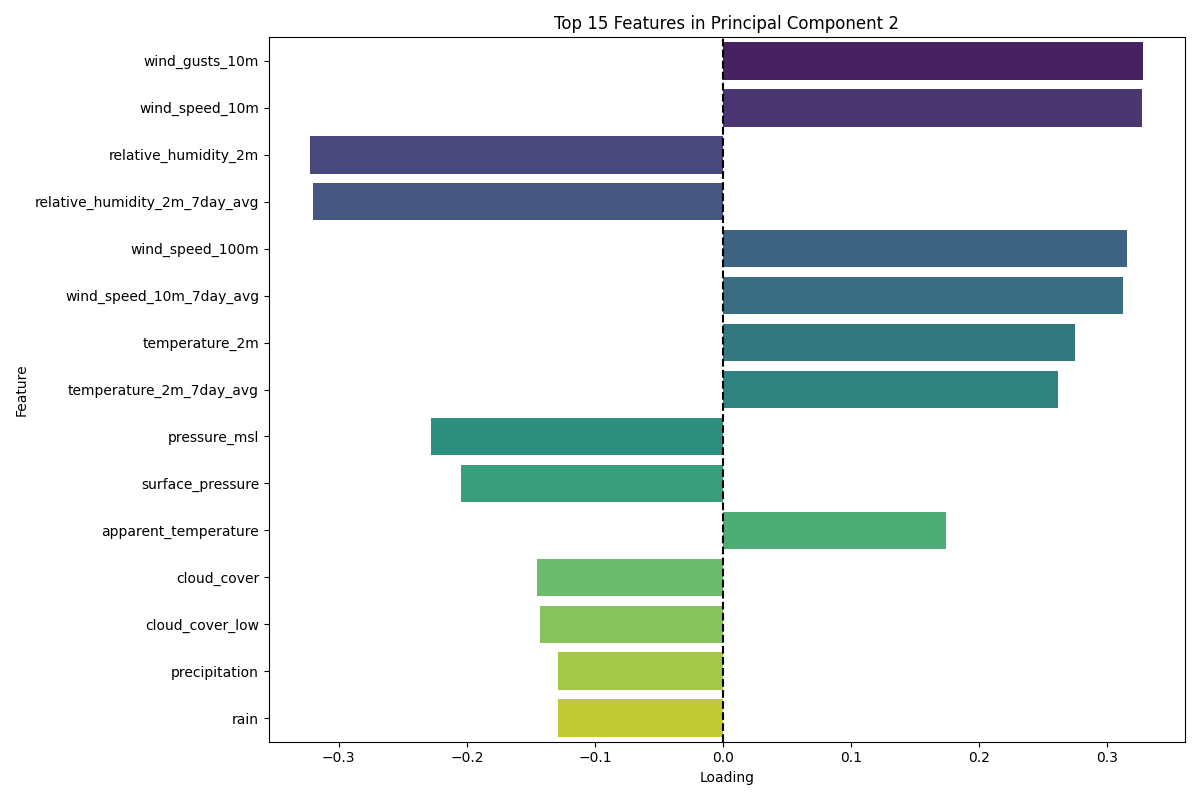 Top 15 Features in Principal Component 2
wind_gusts_10m
wind_speed_10m
relative_humidity_2m
relative_humidity_2m_7day_avg
wind_speed_100m
wind_speed_10m_7day_avg
temperature_2m
temperature_2m_7day_avg
pressure_msl
surface_pressure
apparent_temperature
cloud_cover
cloud_cover_low
precipitation
rain
Feature
−0.3 −0.2 −0.1 0.0 0.1 0.2 0.3
Loading